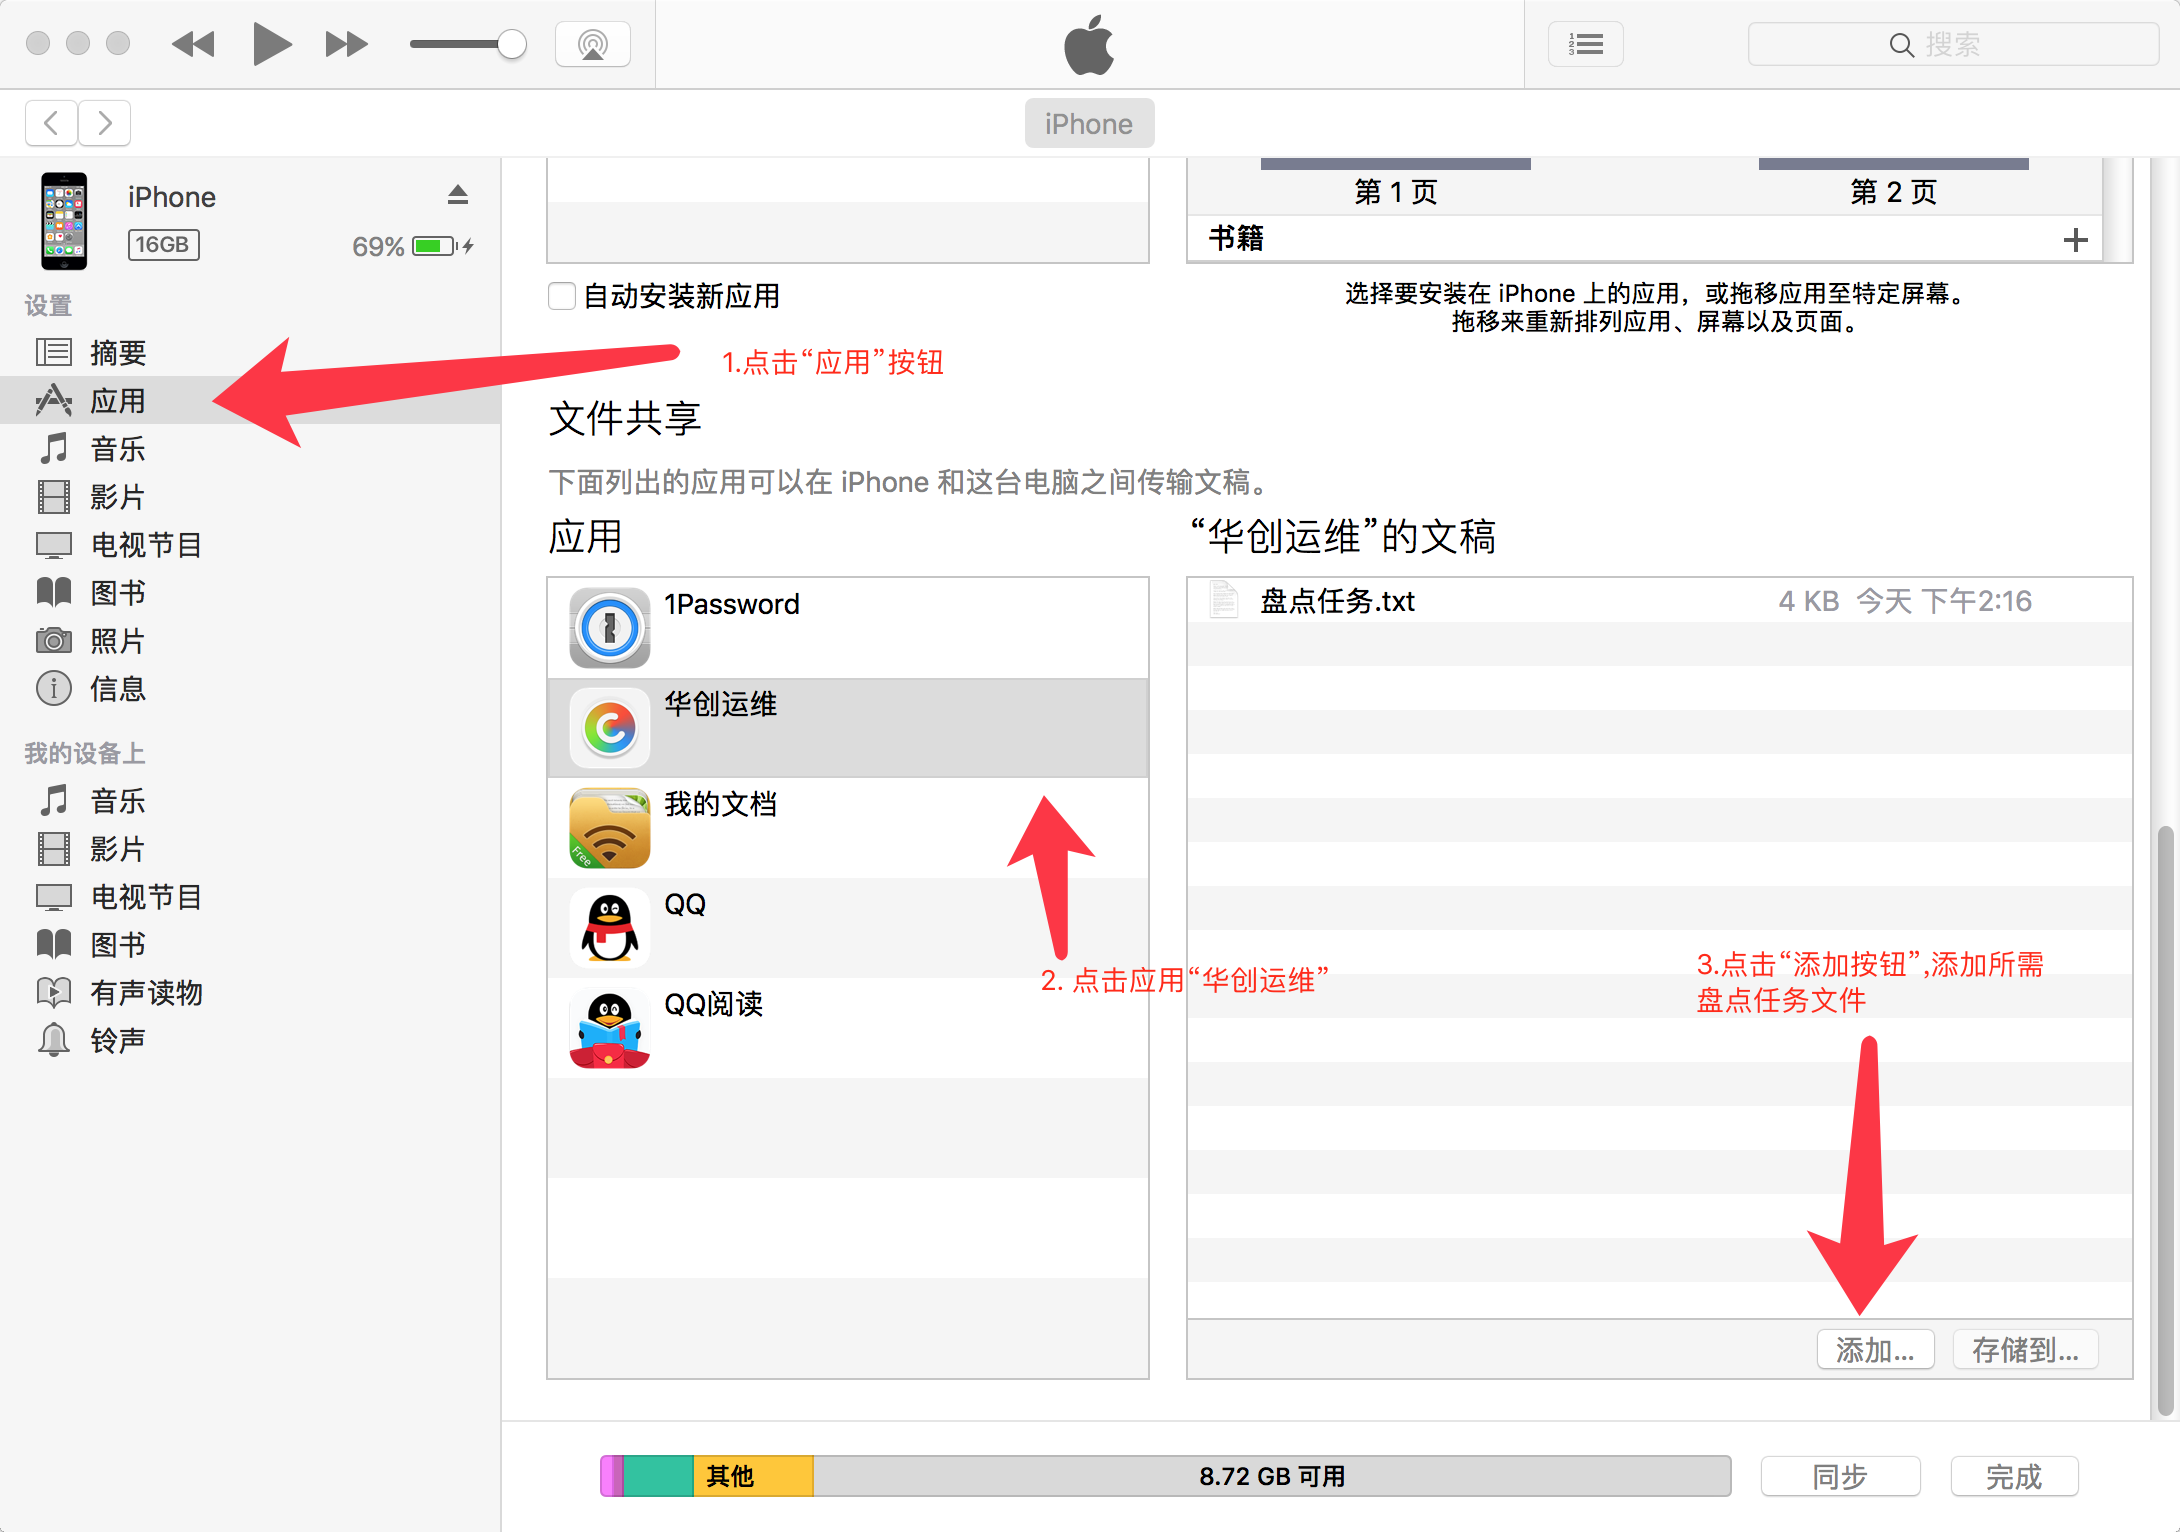 搜索
iPhone
iPhone
16GB
69%
设置
摘要
应用
音乐
影片
电视节目
图书
照片
信息
我的设备上
音乐
影片
电视节目
图书
有声读物
铃声
第 1 页
第 2 页
书籍
自动安装新应用
选择要安装在 iPhone 上的应用，或拖移应用至特定屏幕。
拖移来重新排列应用、屏幕以及页面。
1.点击“应用”按钮
文件共享
下面列出的应用可以在 iPhone 和这台电脑之间传输文稿。
应用
1Password
华创运维
我的文档
Free
QQ
QQ阅读
2. 点击应用“华创运维”
“华创运维”的文稿
盘点任务.txt 4 KB 今天 下午2:16
3.点击“添加按钮”,添加所需
盘点任务文件
添加...
存储到...
其他
8.72 GB 可用
同步
完成